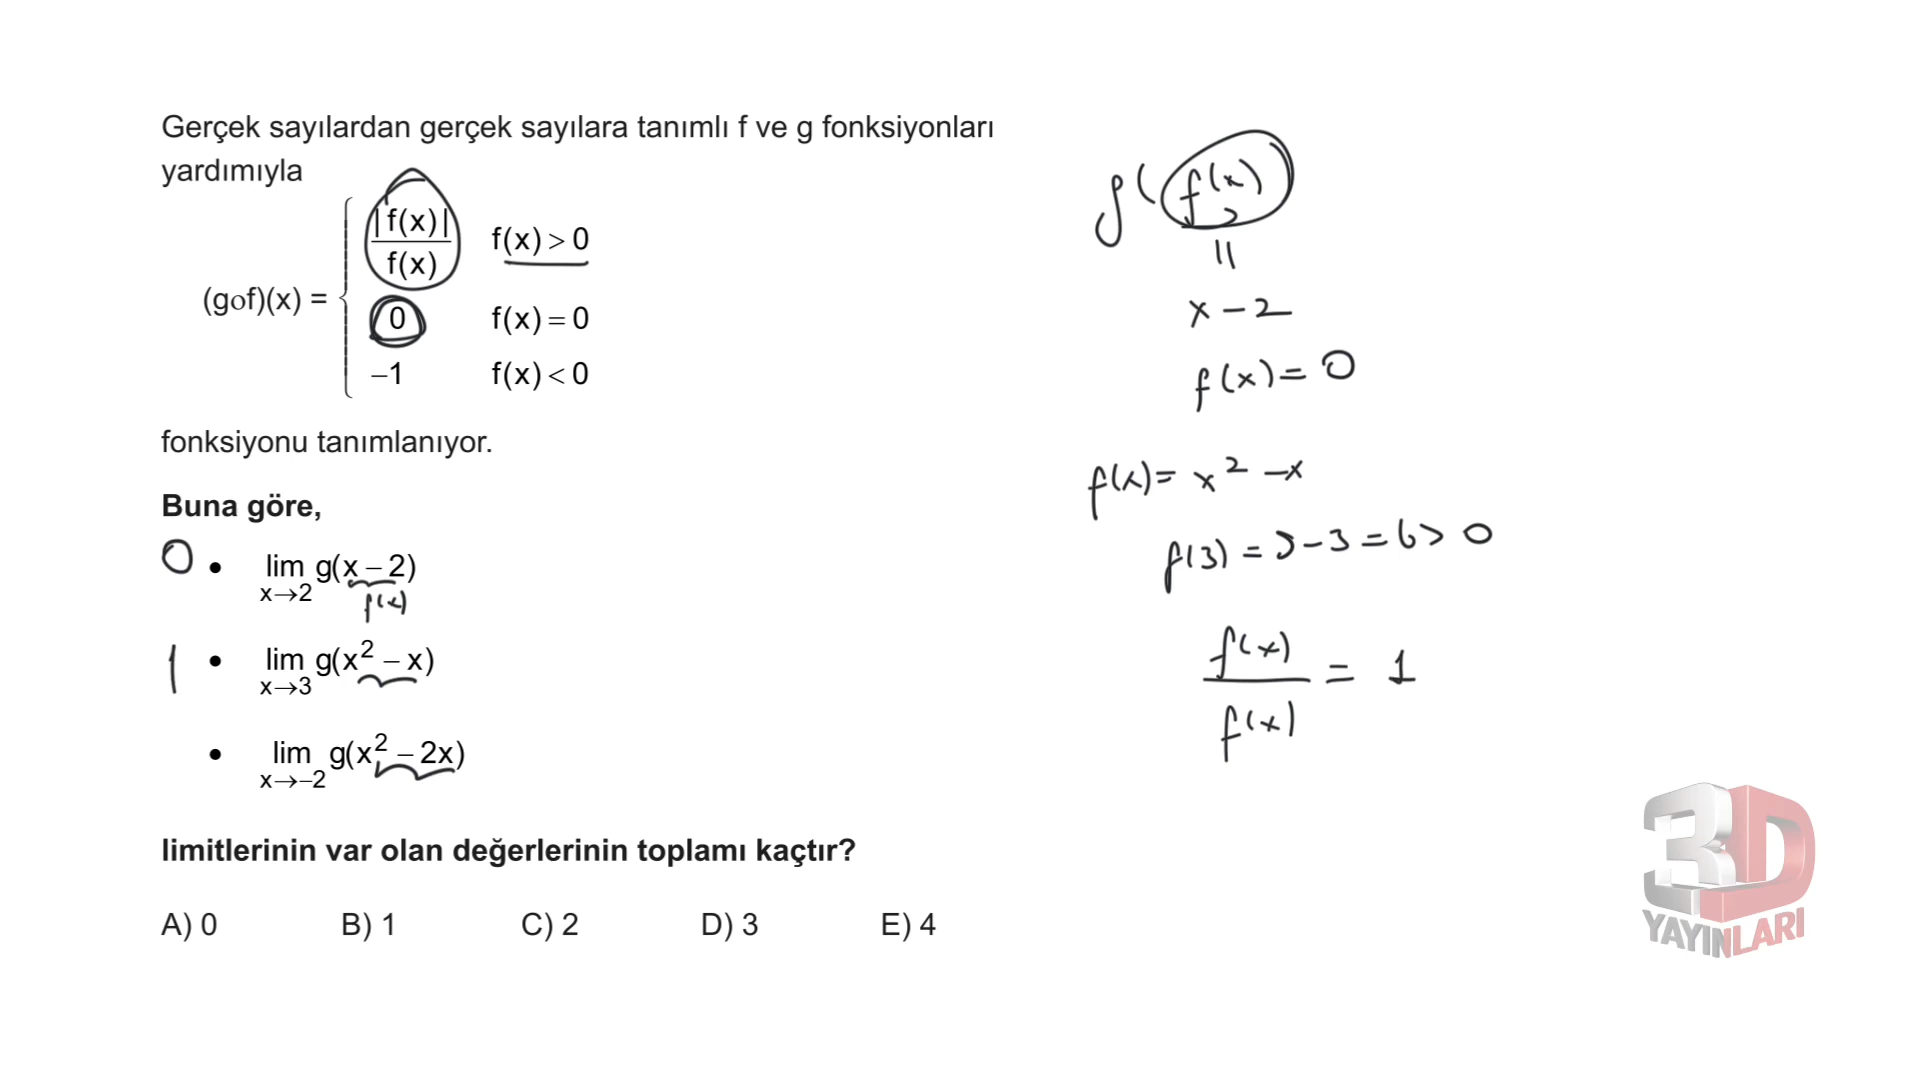 Gerçek sayılardan gerçek sayılara tanımlı f ve g fonksiyonları
yardımıyla
(gof)(x) =
|f(x)| / f(x)    f(x) > 0
0    f(x) = 0
−1    f(x) < 0
fonksiyonu tanımlanıyor.
Buna göre,
0 • lim x→2 g(x − 2)
f(x)
1 • lim x→3 g(x² − x)
• lim x→−2 g(x² − 2x)
limitlerinin var olan değerlerinin toplamı kaçtır?
A) 0    B) 1    C) 2    D) 3    E) 4
g(f(x))
=
x − 2
f(x) = 0
f(x) = x² − x
f(3) = 9 − 3 = 6 > 0
f(x) / f(x) = 1
3D
YAYINLARI